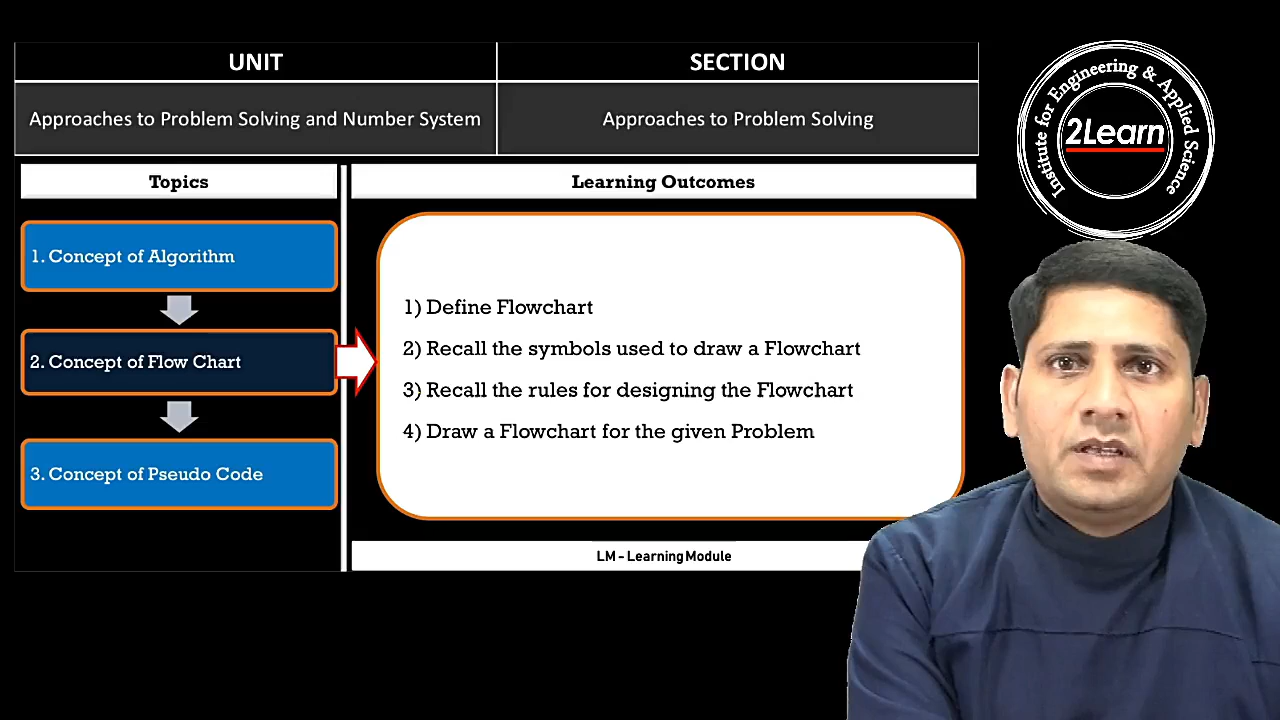 UNIT
SECTION
Approaches to Problem Solving and Number System
Approaches to Problem Solving
Topics
Learning Outcomes
1. Concept of Algorithm
2. Concept of Flow Chart
3. Concept of Pseudo Code
1) Define Flowchart
2) Recall the symbols used to draw a Flowchart
3) Recall the rules for designing the Flowchart
4) Draw a Flowchart for the given Problem
LM - Learning Module
Institute for Engineering & Applied Science
2Learn